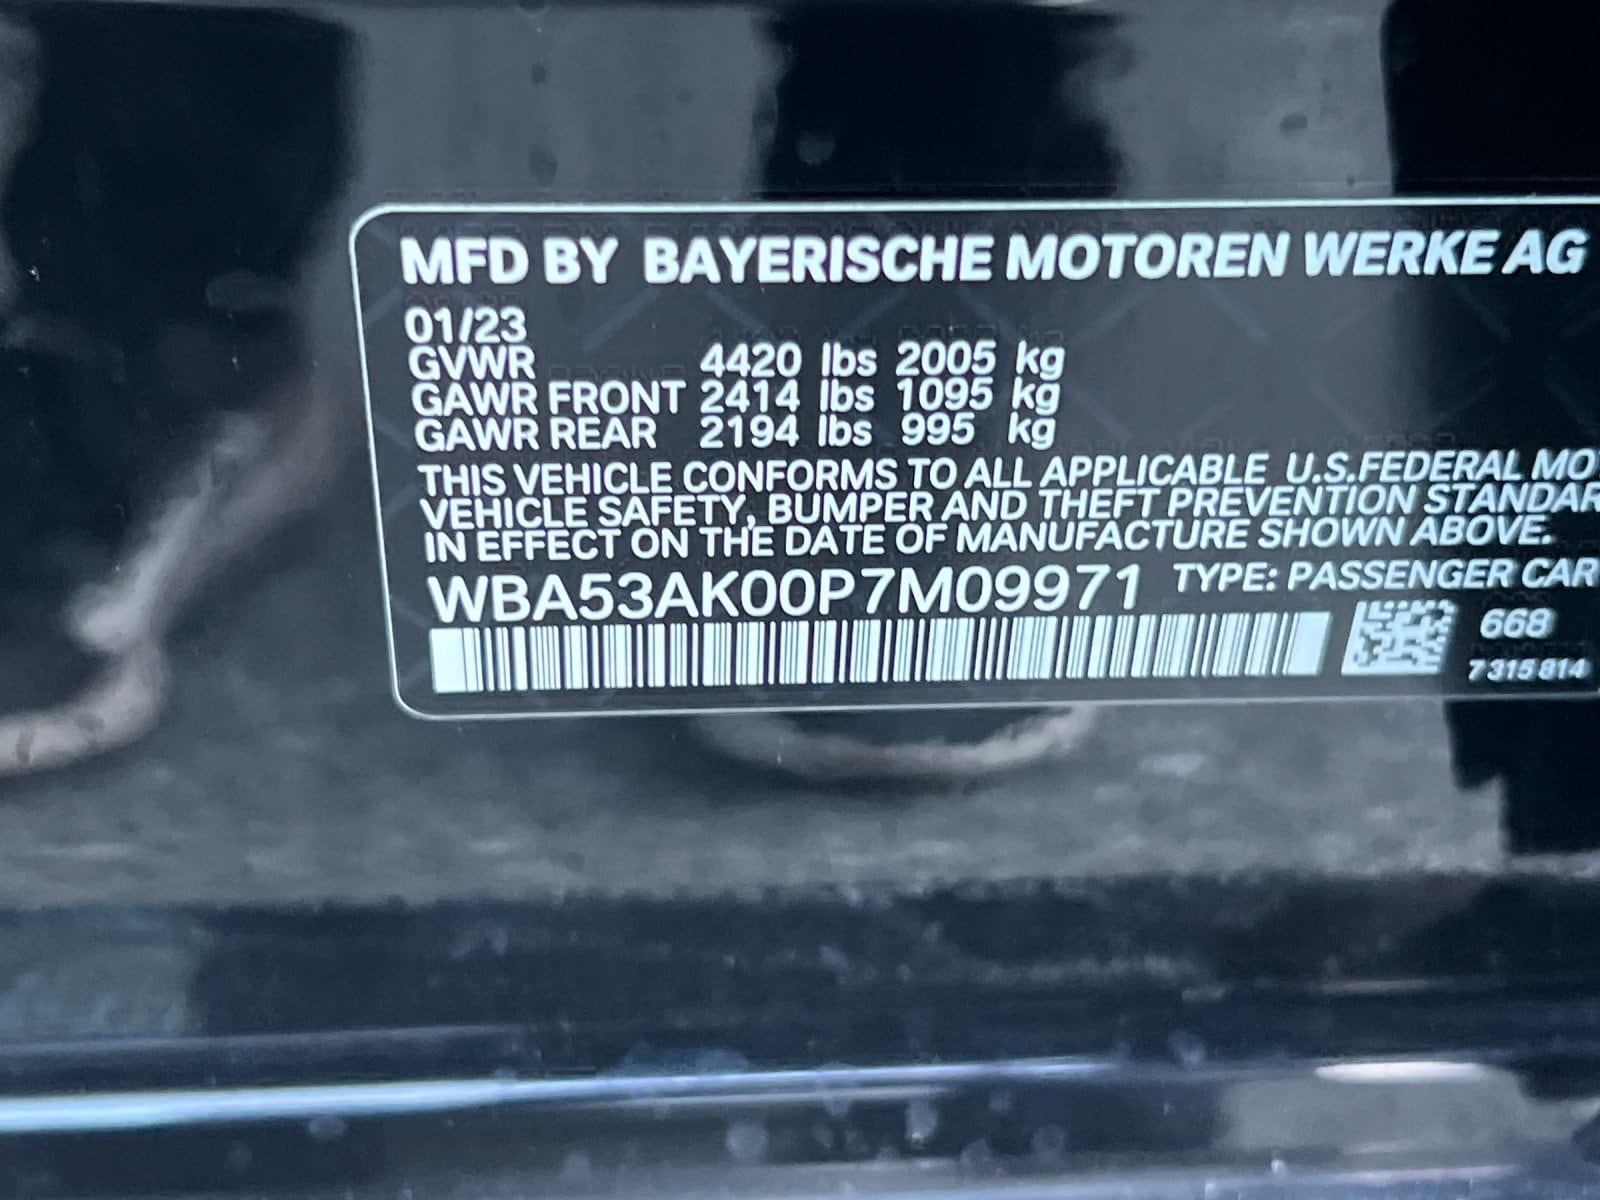 MFD BY BAYERISCHE MOTOREN WERKE AG
01/23
GVWR 4420 lbs 2005 kg
GAWR FRONT 2414 lbs 1095 kg
GAWR REAR 2194 lbs 995 kg
THIS VEHICLE CONFORMS TO ALL APPLICABLE U.S.FEDERAL MO
VEHICLE SAFETY, BUMPER AND THEFT PREVENTION STANDAR
IN EFFECT ON THE DATE OF MANUFACTURE SHOWN ABOVE.
WBA53AK00P7M09971 TYPE: PASSENGER CAR
668
7 315 814